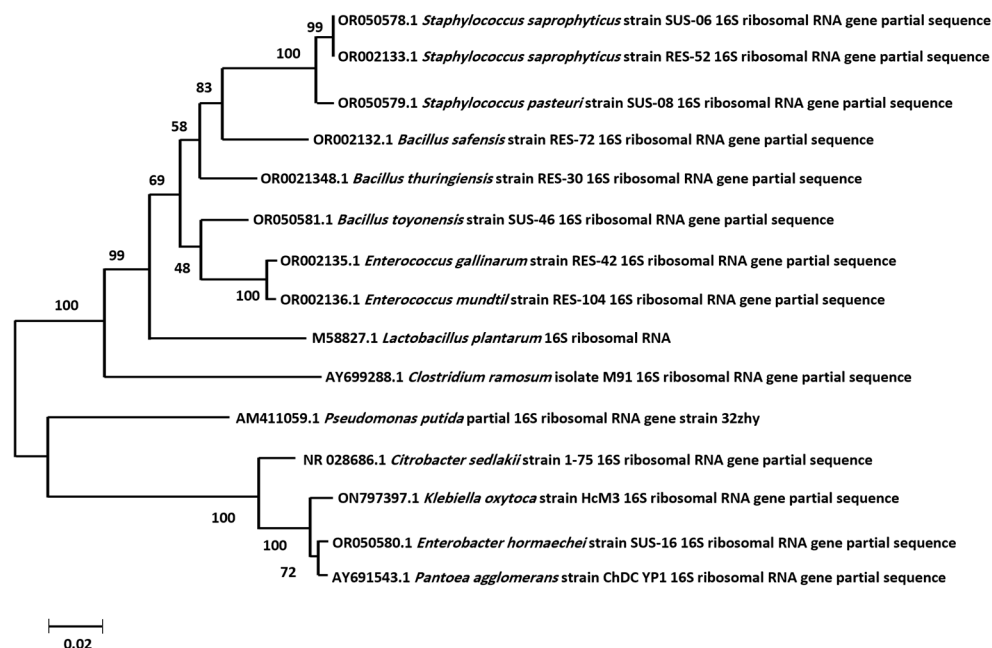 99 OR050578.1 Staphylococcus saprophyticus strain SUS-06 16S ribosomal RNA gene partial sequence
100 OR002133.1 Staphylococcus saprophyticus strain RES-52 16S ribosomal RNA gene partial sequence
83 OR050579.1 Staphylococcus pasteuri strain SUS-08 16S ribosomal RNA gene partial sequence
58 OR002132.1 Bacillus safensis strain RES-72 16S ribosomal RNA gene partial sequence
69 OR0021348.1 Bacillus thuringiensis strain RES-30 16S ribosomal RNA gene partial sequence
OR050581.1 Bacillus toyonensis strain SUS-46 16S ribosomal RNA gene partial sequence
99 48 OR002135.1 Enterococcus gallinarum strain RES-42 16S ribosomal RNA gene partial sequence
100 OR002136.1 Enterococcus mundtil strain RES-104 16S ribosomal RNA gene partial sequence
100 M58827.1 Lactobacillus plantarum 16S ribosomal RNA
AY699288.1 Clostridium ramosum isolate M91 16S ribosomal RNA gene partial sequence
AM411059.1 Pseudomonas putida partial 16S ribosomal RNA gene strain 32zhy
NR 028686.1 Citrobacter sedlakii strain 1-75 16S ribosomal RNA gene partial sequence
ON797397.1 Klebiella oxytoca strain HcM3 16S ribosomal RNA gene partial sequence
100
100 OR050580.1 Enterobacter hormaechei strain SUS-16 16S ribosomal RNA gene partial sequence
72 AY691543.1 Pantoea agglomerans strain ChDC YP1 16S ribosomal RNA gene partial sequence
0.02